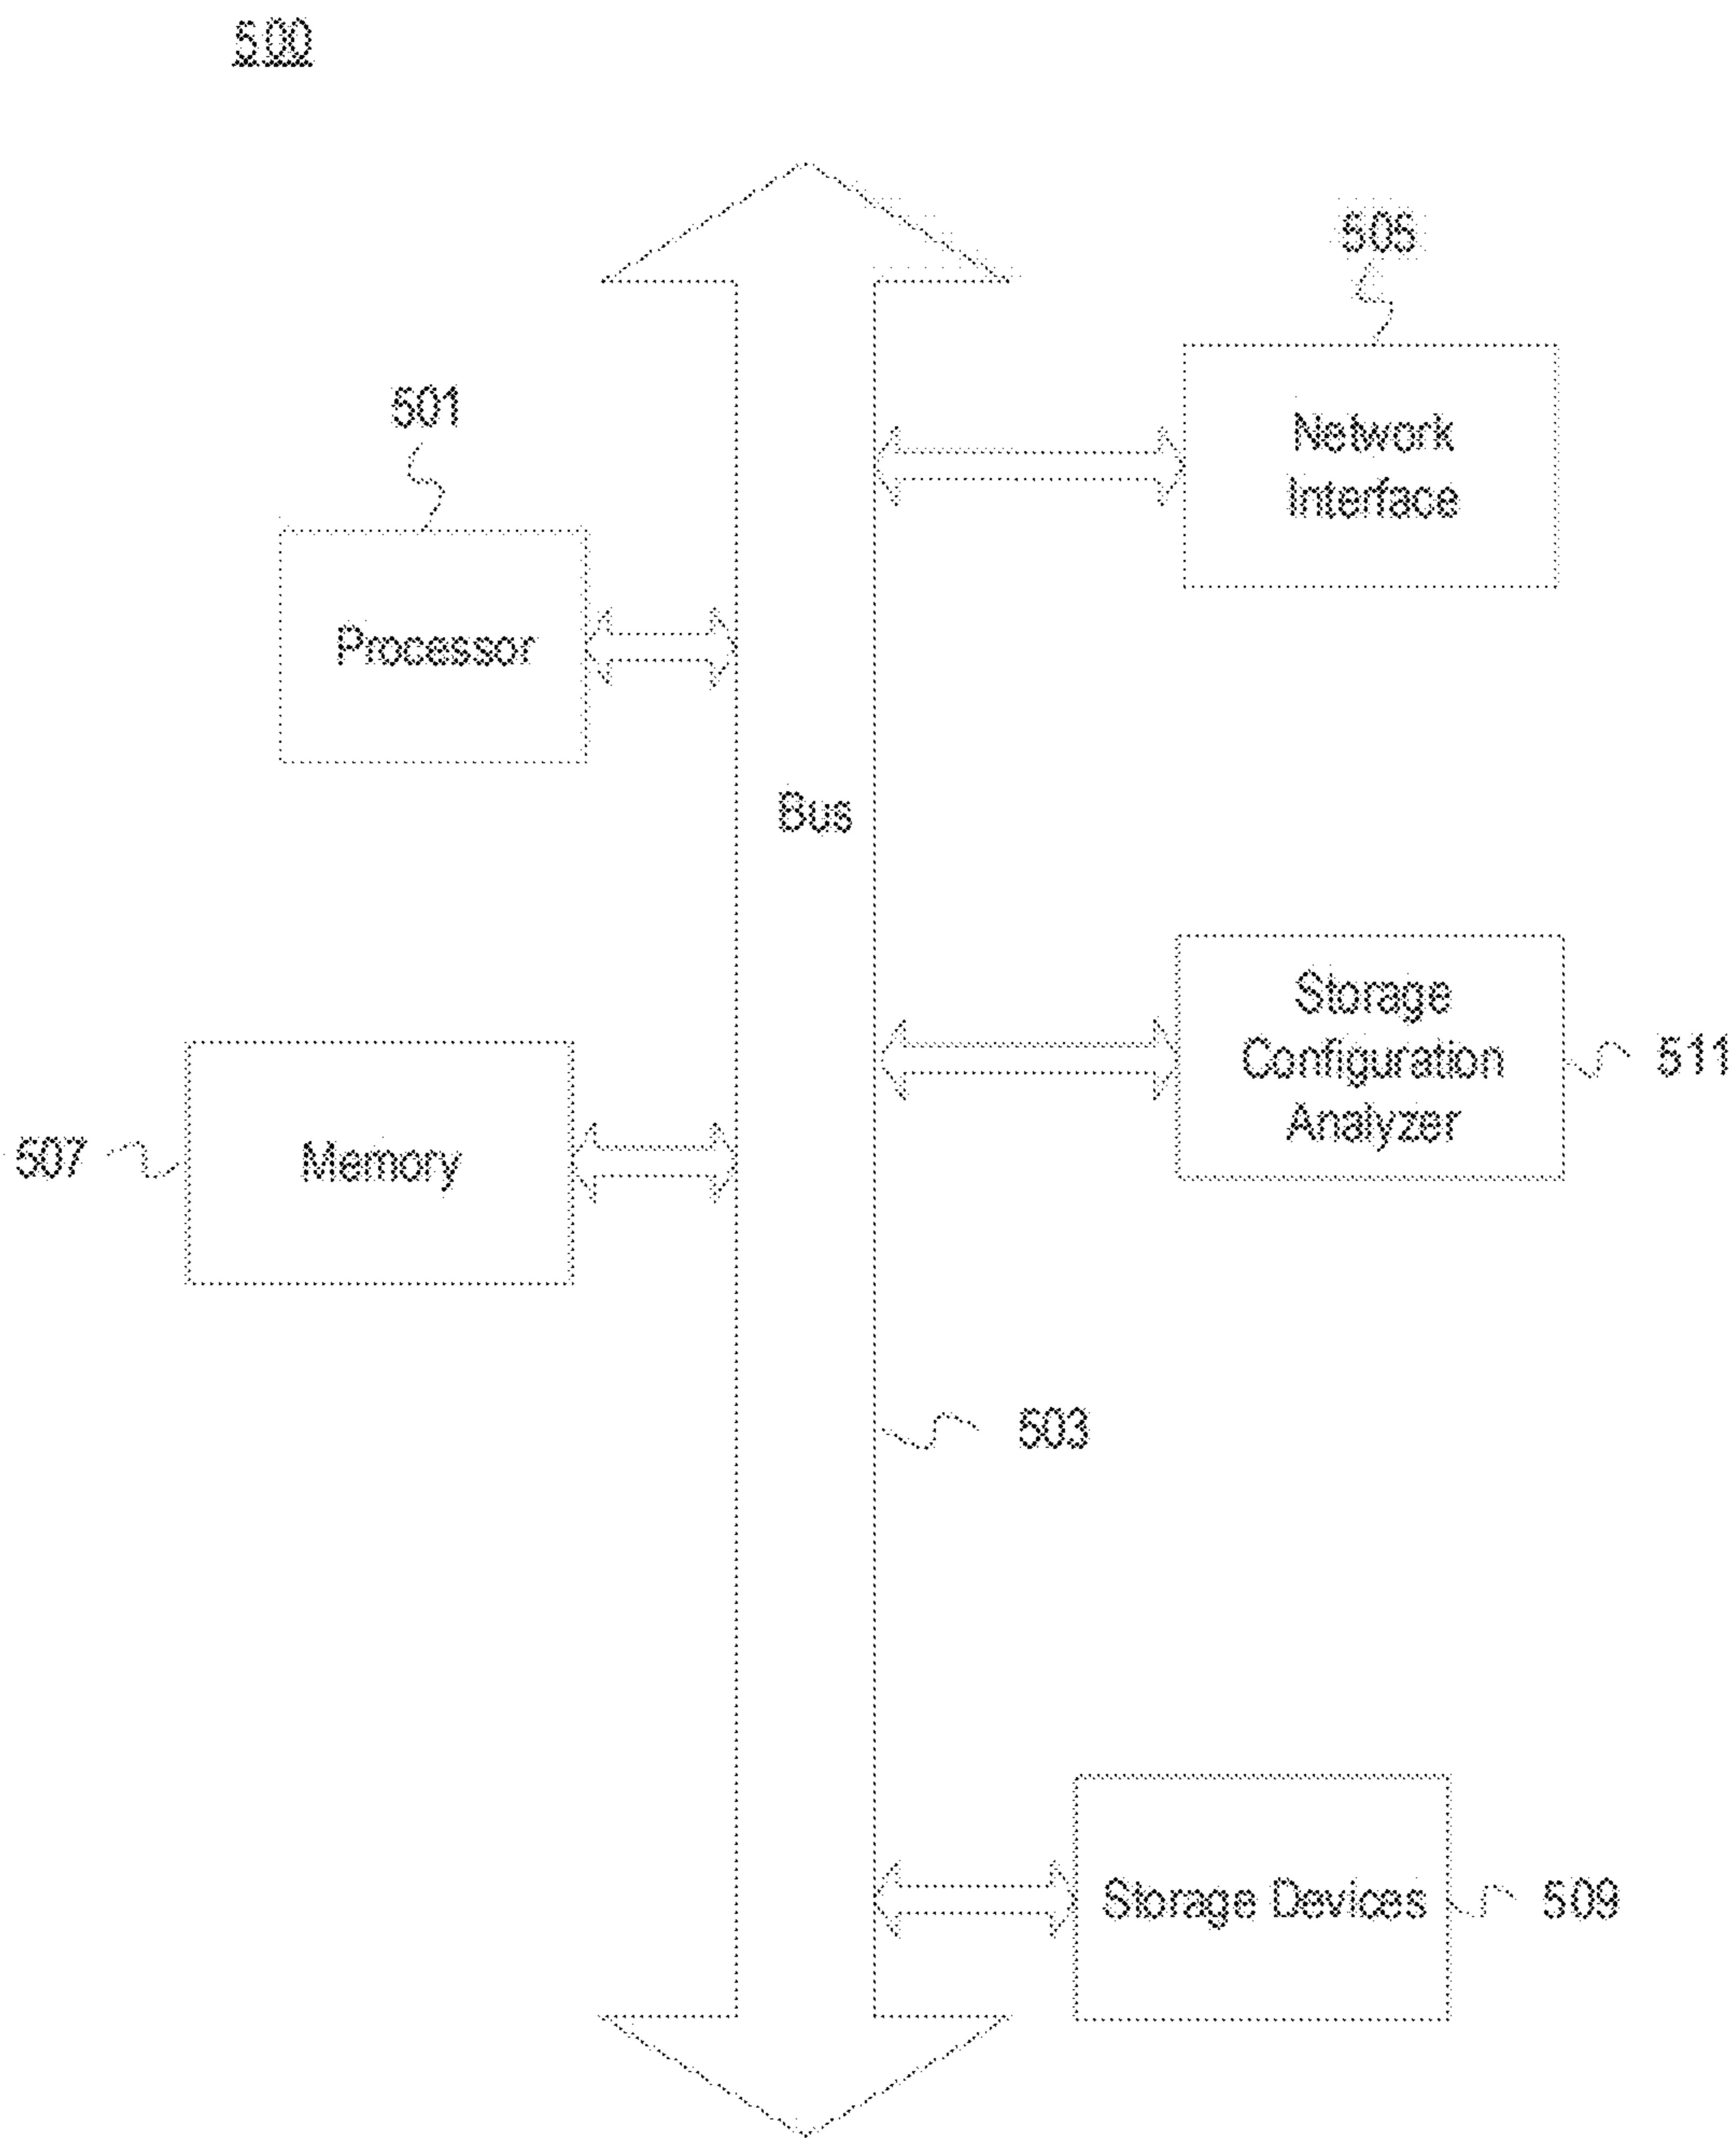 500
505
501
Network
Interface
Processor
Bus
Storage
Configuration
Analyzer
511
507
Memory
503
Storage Devices
509